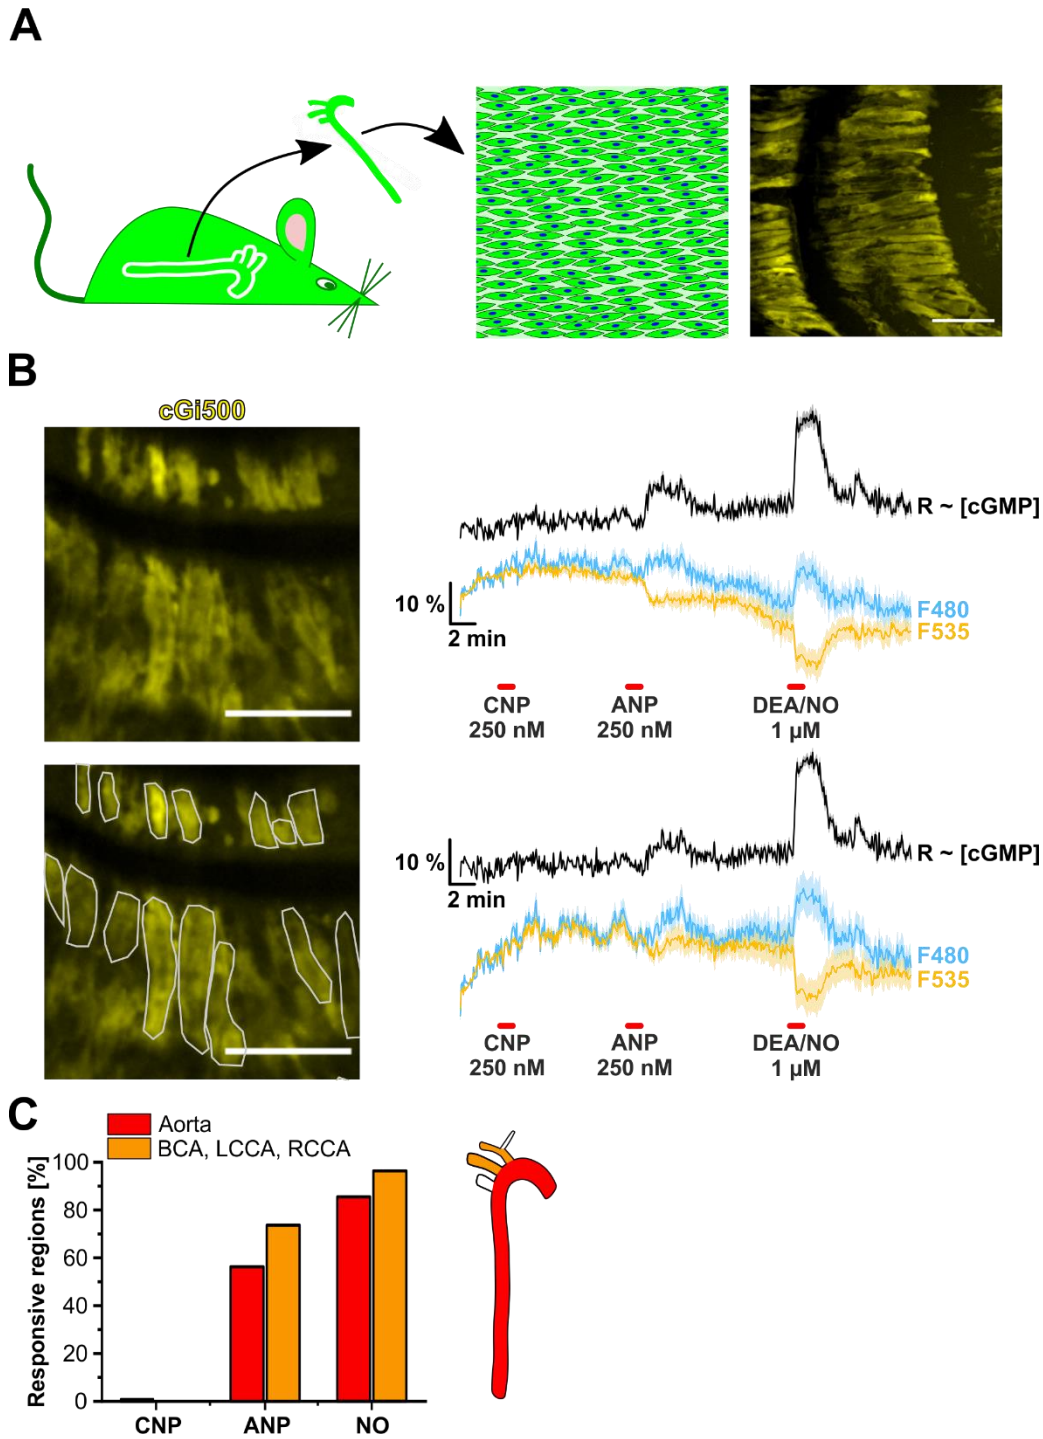 A
B
cGi500
R ~ [cGMP]
10 %
2 min
F480
F535
CNP
250 nM
ANP
250 nM
DEA/NO
1 µM
R ~ [cGMP]
10 %
2 min
F480
F535
CNP
250 nM
ANP
250 nM
DEA/NO
1 µM
C
Aorta
BCA, LCCA, RCCA
Responsive regions [%]
100
80
60
40
20
0
CNP
ANP
NO